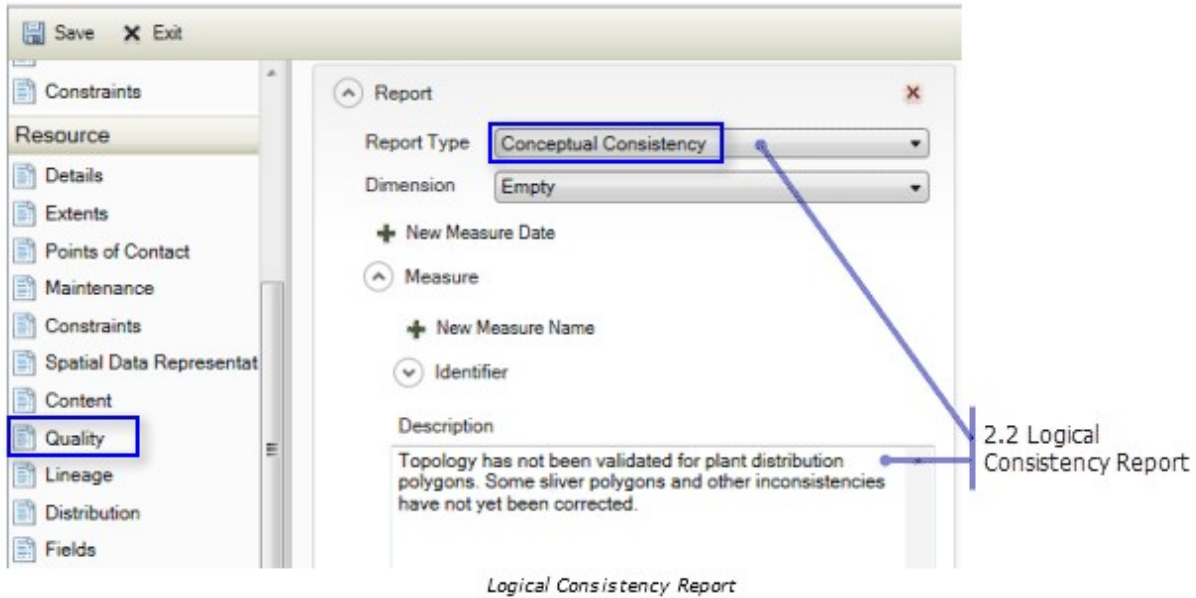 Save X Exit
Constraints
Resource
Details
Extents
Points of Contact
Maintenance
Constraints
Spatial Data Representat
Content
Quality
Lineage
Distribution
Fields
Report
Report Type Conceptual Consistency
Dimension Empty
New Measure Date
Measure
New Measure Name
Identifier
Description
Topology has not been validated for plant distribution
polygons. Some sliver polygons and other inconsistencies
have not yet been corrected.
2.2 Logical
Consistency Report
Logical Consistency Report